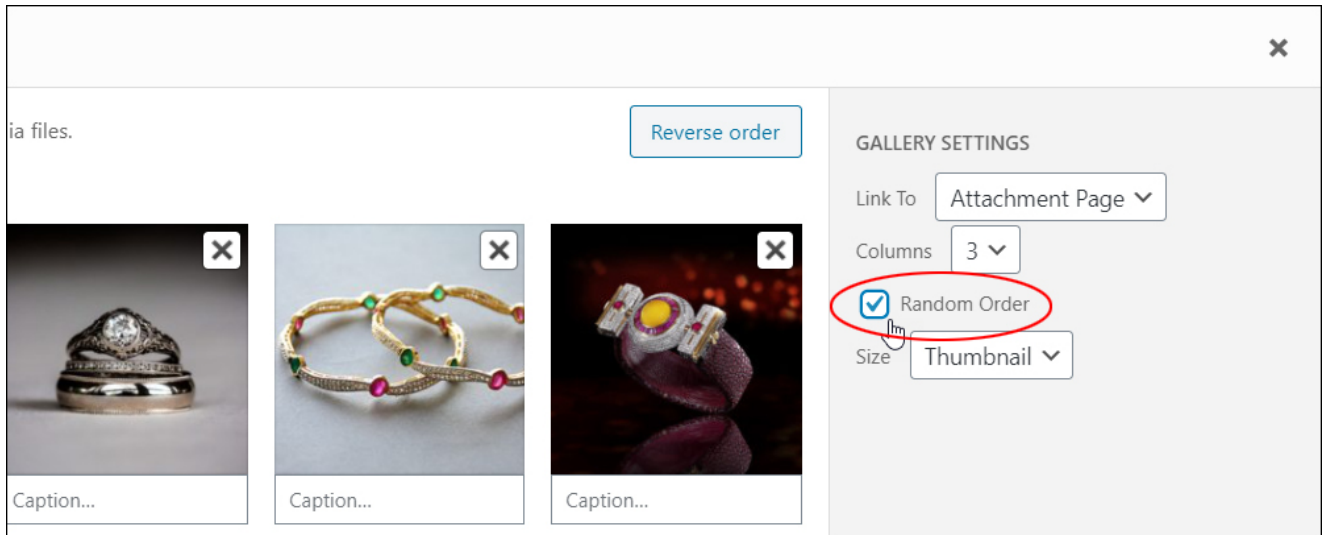 ia files.
Reverse order
Caption...
Caption...
Caption...
GALLERY SETTINGS
Link To Attachment Page
Columns 3
Random Order
Size Thumbnail